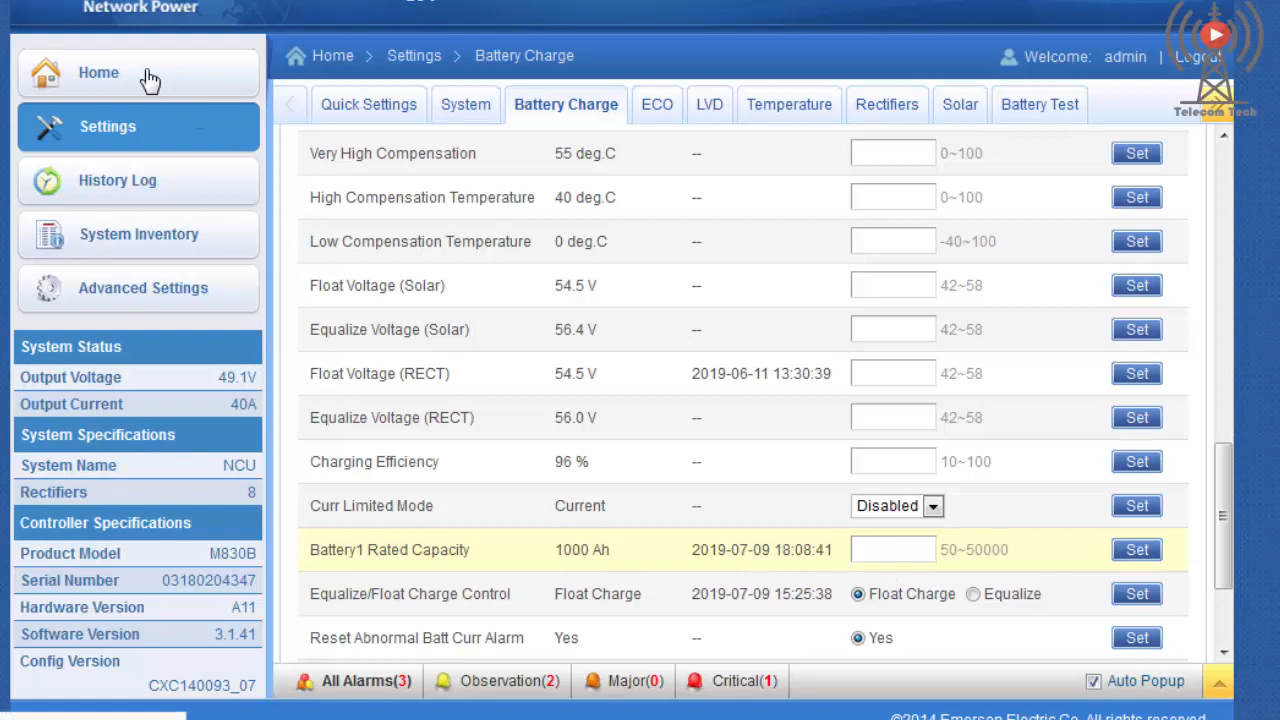 Network Power
Home > Settings > Battery Charge
Welcome: admin | Logout
Telecom Tech
Home
Settings
History Log
System Inventory
Advanced Settings
System Status
Output Voltage 49.1V
Output Current 40A
System Specifications
System Name NCU
Rectifiers 8
Controller Specifications
Product Model M830B
Serial Number 03180204347
Hardware Version A11
Software Version 3.1.41
Config Version
CXC140093_07
Quick Settings System Battery Charge ECO LVD Temperature Rectifiers Solar Battery Test
Very High Compensation 55 deg.C -- 0~100 Set
High Compensation Temperature 40 deg.C -- 0~100 Set
Low Compensation Temperature 0 deg.C -- -40~100 Set
Float Voltage (Solar) 54.5 V -- 42~58 Set
Equalize Voltage (Solar) 56.4 V -- 42~58 Set
Float Voltage (RECT) 54.5 V 2019-06-11 13:30:39 42~58 Set
Equalize Voltage (RECT) 56.0 V -- 42~58 Set
Charging Efficiency 96 % -- 10~100 Set
Curr Limited Mode Current -- Disabled Set
Battery1 Rated Capacity 1000 Ah 2019-07-09 18:08:41 50~50000 Set
Equalize/Float Charge Control Float Charge 2019-07-09 15:25:38 Float Charge Equalize Set
Reset Abnormal Batt Curr Alarm Yes -- Yes Set
All Alarms(3) Observation(2) Major(0) Critical(1) Auto Popup
©2014 Emerson Electric Co. All rights reserved